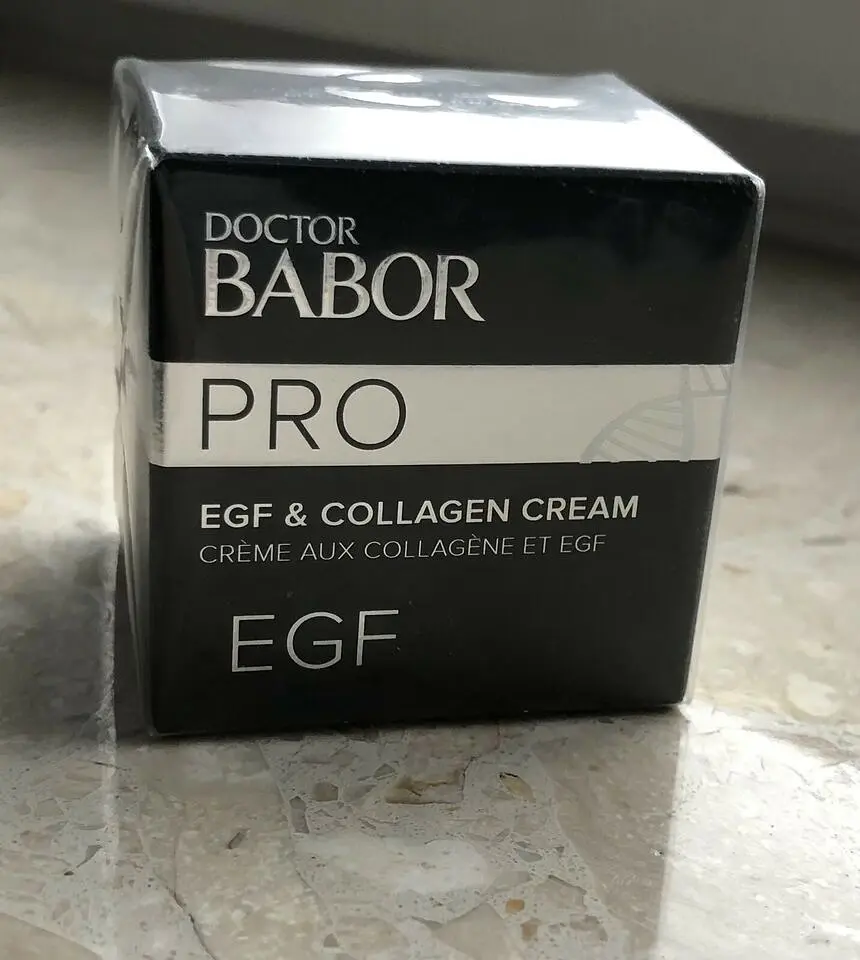 DOCTOR
BABOR
PRO
EGF & COLLAGEN CREAM
CRÈME AUX COLLAGÈNE ET EGF
EGF